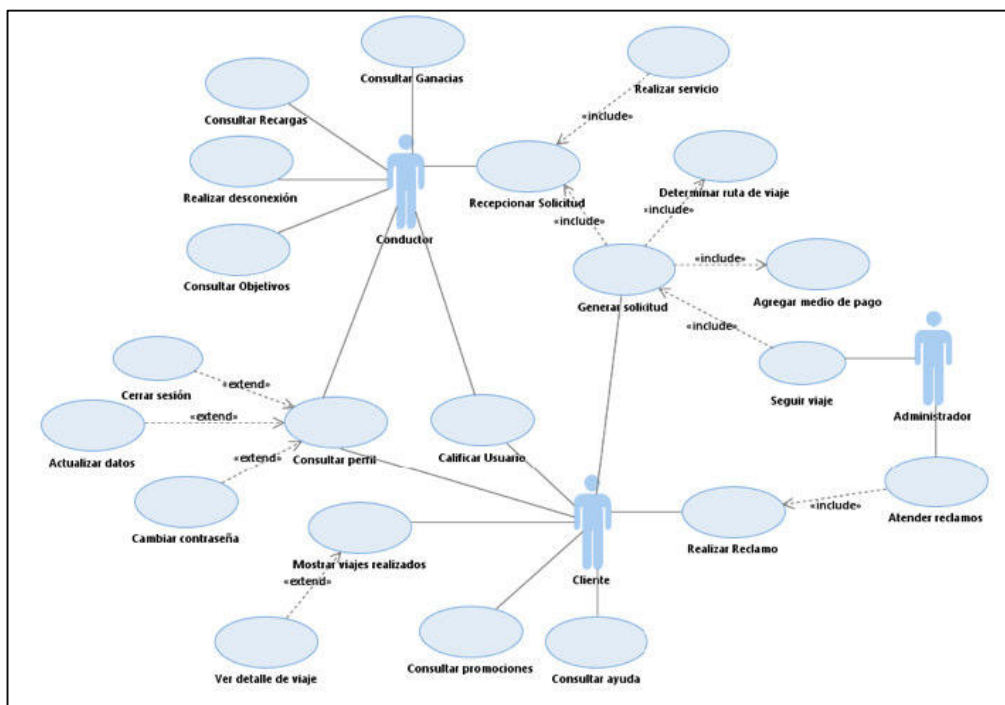 Consultar Ganacias
Realizar servicio
Consultar Recargas
«include»
Realizar desconexión
Recepcionar Solicitud
Determinar ruta de viaje
«include»
«include»
Conductor
Consultar Objetivos
«include»
Generar solicitud
Agregar medio de pago
«include»
Cerrar sesión
«extend»
Seguir viaje
Administrador
«extend»
Actualizar datos
«extend»
Consultar perfil
Calificar Usuario
«include»
Cambiar contraseña
Atender reclamos
Realizar Reclamo
Mostrar viajes realizados
Cliente
«extend»
Ver detalle de viaje
Consultar promociones
Consultar ayuda